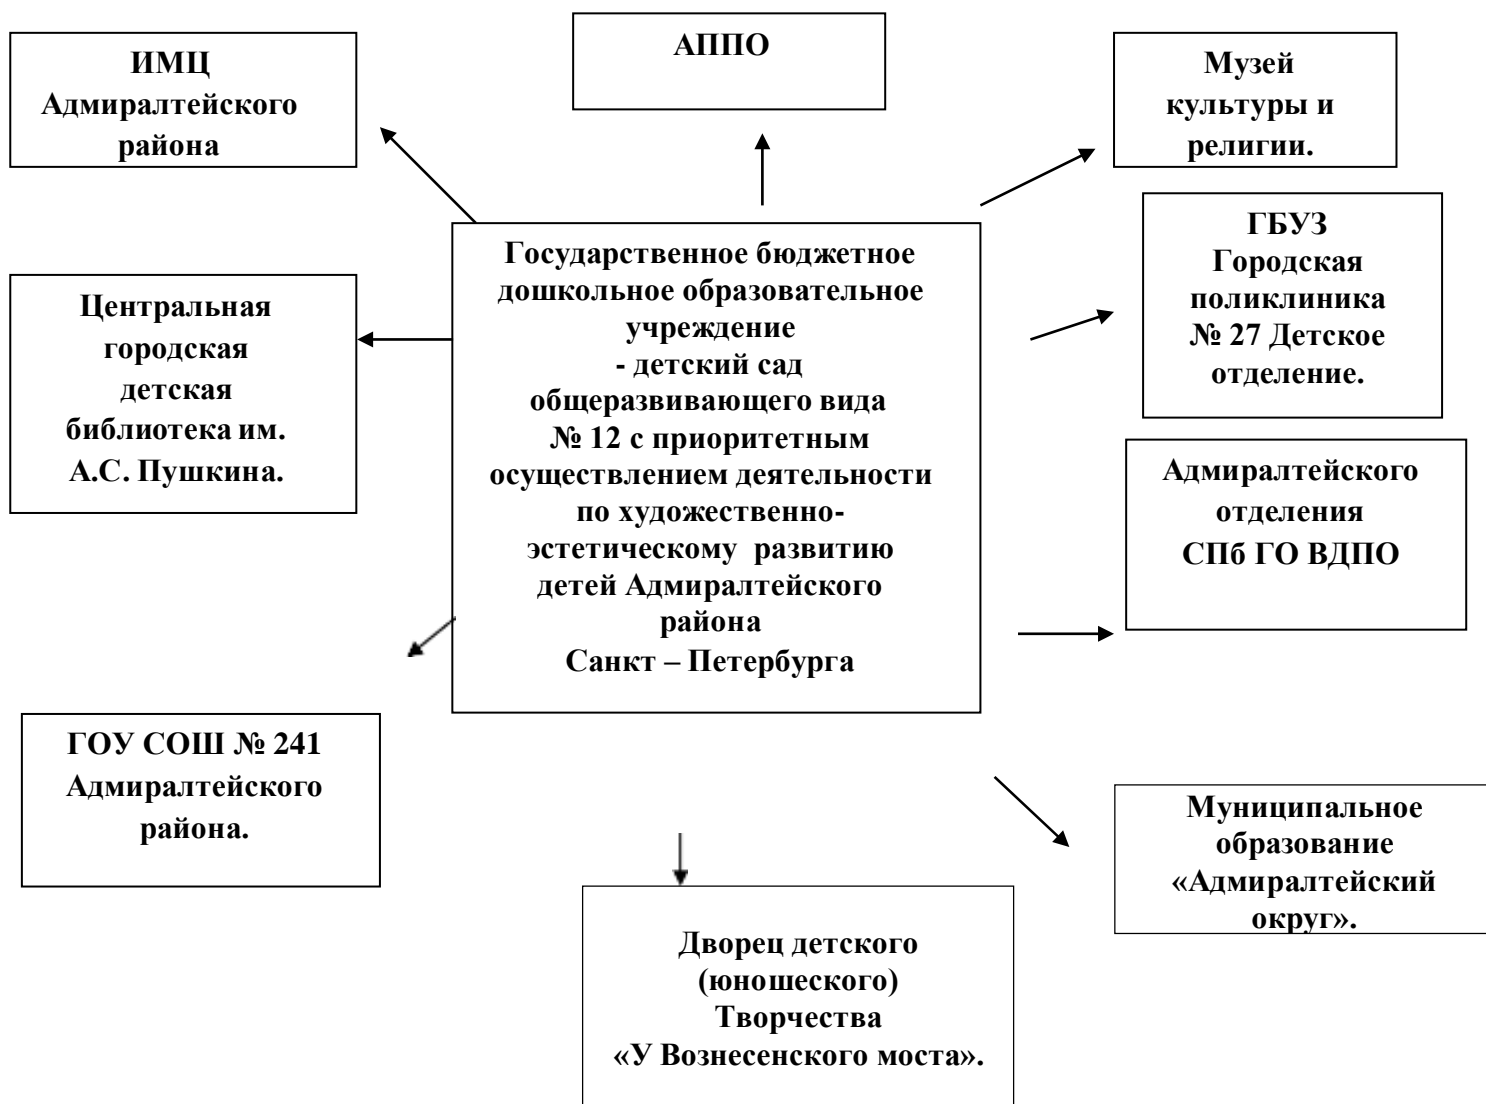 АППО
ИМЦ
Адмиралтейского
района
Музей
культуры и
религии.
ГБУЗ
Городская
поликлиника
№ 27 Детское
отделение.
Государственное бюджетное
дошкольное образовательное
учреждение
- детский сад
общеразвивающего вида
№ 12 с приоритетным
осуществлением деятельности
по художественно-
эстетическому развитию
детей Адмиралтейского
района
Санкт – Петербурга
Центральная
городская
детская
библиотека им.
А.С. Пушкина.
Адмиралтейского
отделения
СПб ГО ВДПО
ГОУ СОШ № 241
Адмиралтейского
района.
Муниципальное
образование
«Адмиралтейский
округ».
Дворец детского
(юношеского)
Творчества
«У Вознесенского моста».